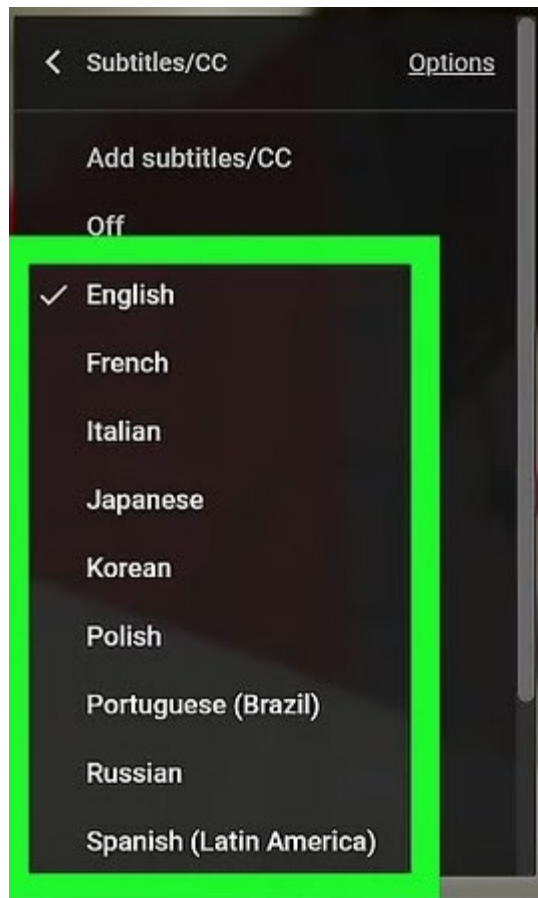 Subtitles/CC Options
Add subtitles/CC
Off
English
French
Italian
Japanese
Korean
Polish
Portuguese (Brazil)
Russian
Spanish (Latin America)